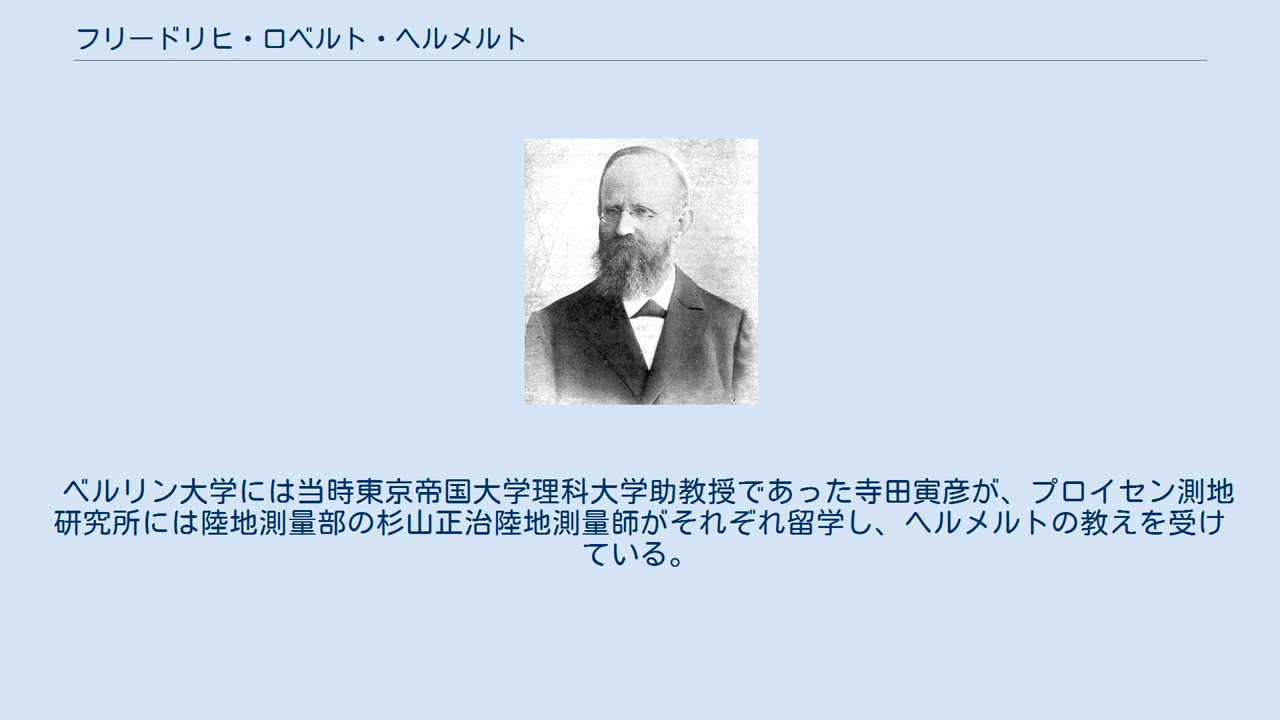 フリードリヒ・ロベルト・ヘルメルト
ベルリン大学には当時東京帝国大学理科大学助教授であった寺田寅彦が、プロイセン測地
研究所には陸地測量部の杉山正治陸地測量師がそれぞれ留学し、ヘルメルトの教えを受け
ている。